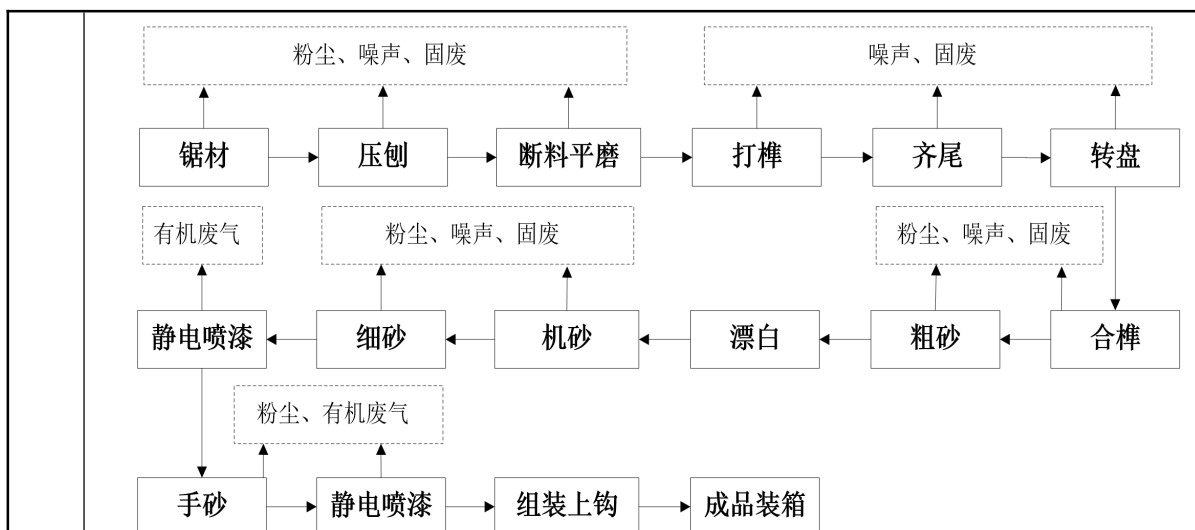 粉尘、噪声、固废
噪声、固废
锯材
压刨
断料平磨
打榫
齐尾
转盘
有机废气
粉尘、噪声、固废
粉尘、噪声、固废
静电喷漆
细砂
机砂
漂白
粗砂
合榫
粉尘、有机废气
手砂
静电喷漆
组装上钩
成品装箱